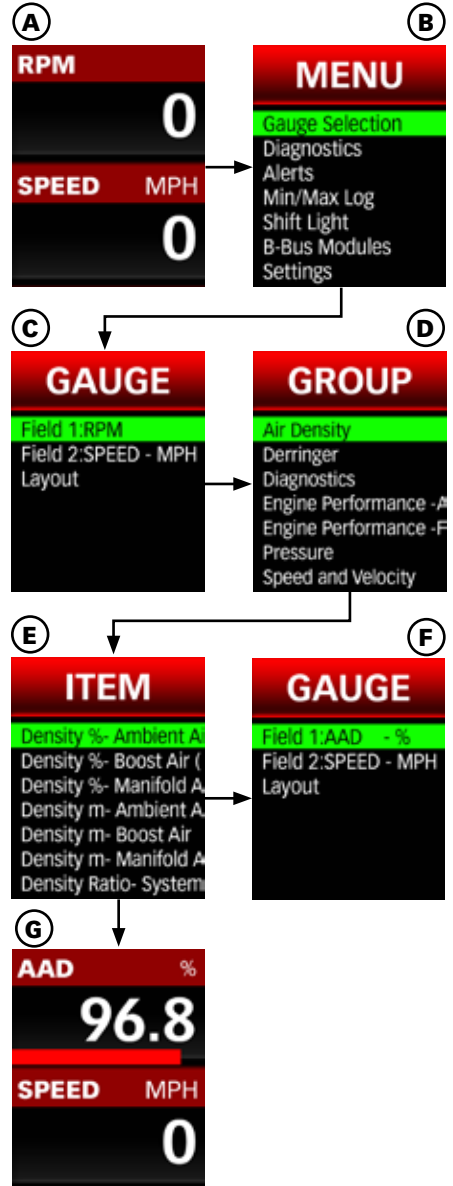 A
RPM
0
SPEED MPH
0
B
MENU
Gauge Selection
Diagnostics
Alerts
Min/Max Log
Shift Light
B-Bus Modules
Settings
C
GAUGE
Field 1:RPM
Field 2:SPEED - MPH
Layout
D
GROUP
Air Density
Derringer
Diagnostics
Engine Performance -A
Engine Performance -F
Pressure
Speed and Velocity
E
ITEM
Density %- Ambient A
Density %- Boost Air (
Density %- Manifold A
Density m- Ambient A
Density m- Boost Air
Density m- Manifold A
Density Ratio- System
F
GAUGE
Field 1:AAD - %
Field 2:SPEED - MPH
Layout
G
AAD %
96.8
SPEED MPH
0